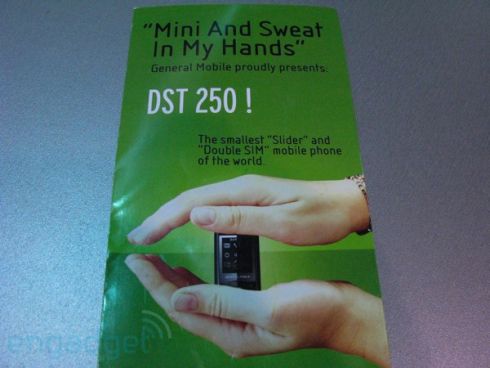 "Mini And Sweat
In My Hands"
General Mobile proudly presents:
DST 250 !
The smallest "Slider" and
"Double SIM" mobile phone
of the world.
engadget